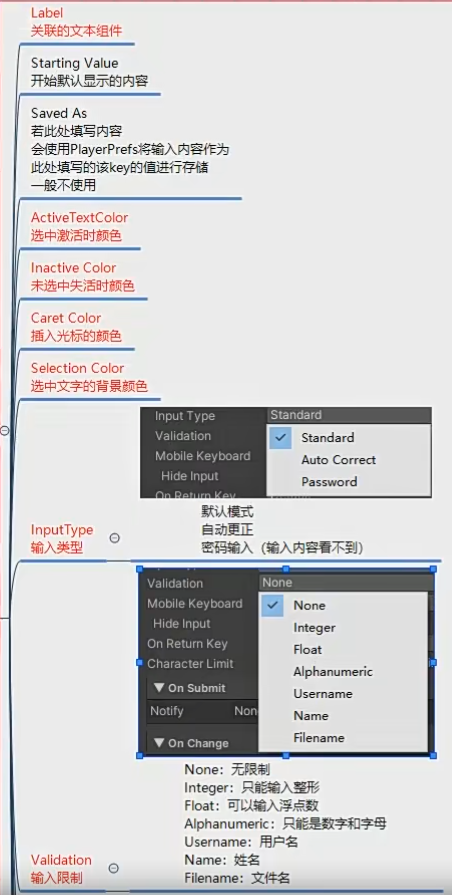 Label
关联的文本组件
Starting Value
开始默认显示的内容
Saved As
若此处填写内容
会使用PlayerPrefs将输入内容作为
此处填写的该key的值进行存储
一般不使用
ActiveTextColor
选中激活时颜色
Inactive Color
未选中失活时颜色
Caret Color
插入光标的颜色
Selection Color
选中文字的背景颜色
Input Type Standard
Validation Standard
Mobile Keyboard Auto Correct
Hide Input Password
On Return Key
默认模式
自动更正
密码输入（输入内容看不到）
InputType
输入类型
Validation None
Mobile Keyboard None
Hide Input Integer
On Return Key Float
Character Limit Alphanumeric
On Submit Username
Notify Non Name
On Change Filename
None：无限制
Integer：只能输入整形
Float：可以输入浮点数
Alphanumeric：只能是数字和字母
Username：用户名
Name：姓名
Filename：文件名
Validation
输入限制